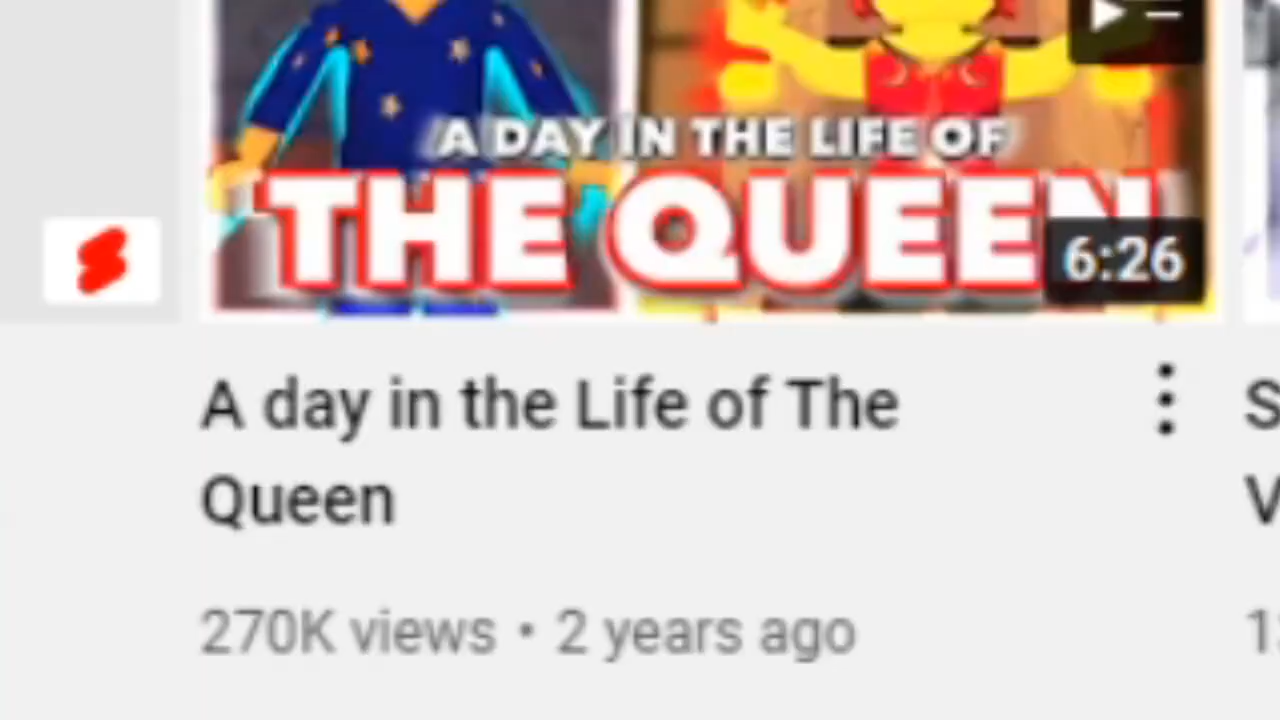 A DAY IN THE LIFE OF
THE QUEEN
6:26
A day in the Life of The
Queen
270K views • 2 years ago